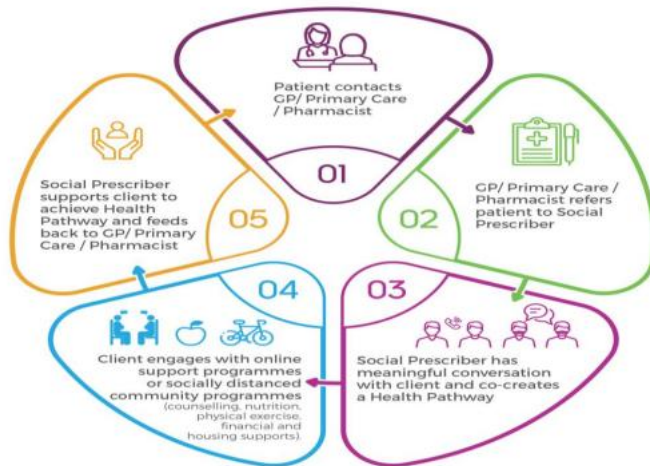 Patient contacts
GP/ Primary Care
/ Pharmacist
01
GP/ Primary Care /
Pharmacist refers
patient to Social
Prescriber
02
03
Social Prescriber has
meaningful conversation
with client and co-creates
a Health Pathway
04
Client engages with online
support programmes
or socially distanced
community programmes
(counselling, nutrition,
physical exercise,
financial and
housing supports).
Social Prescriber
supports client to
achieve Health
Pathway and feeds
back to GP/ Primary
Care / Pharmacist
05